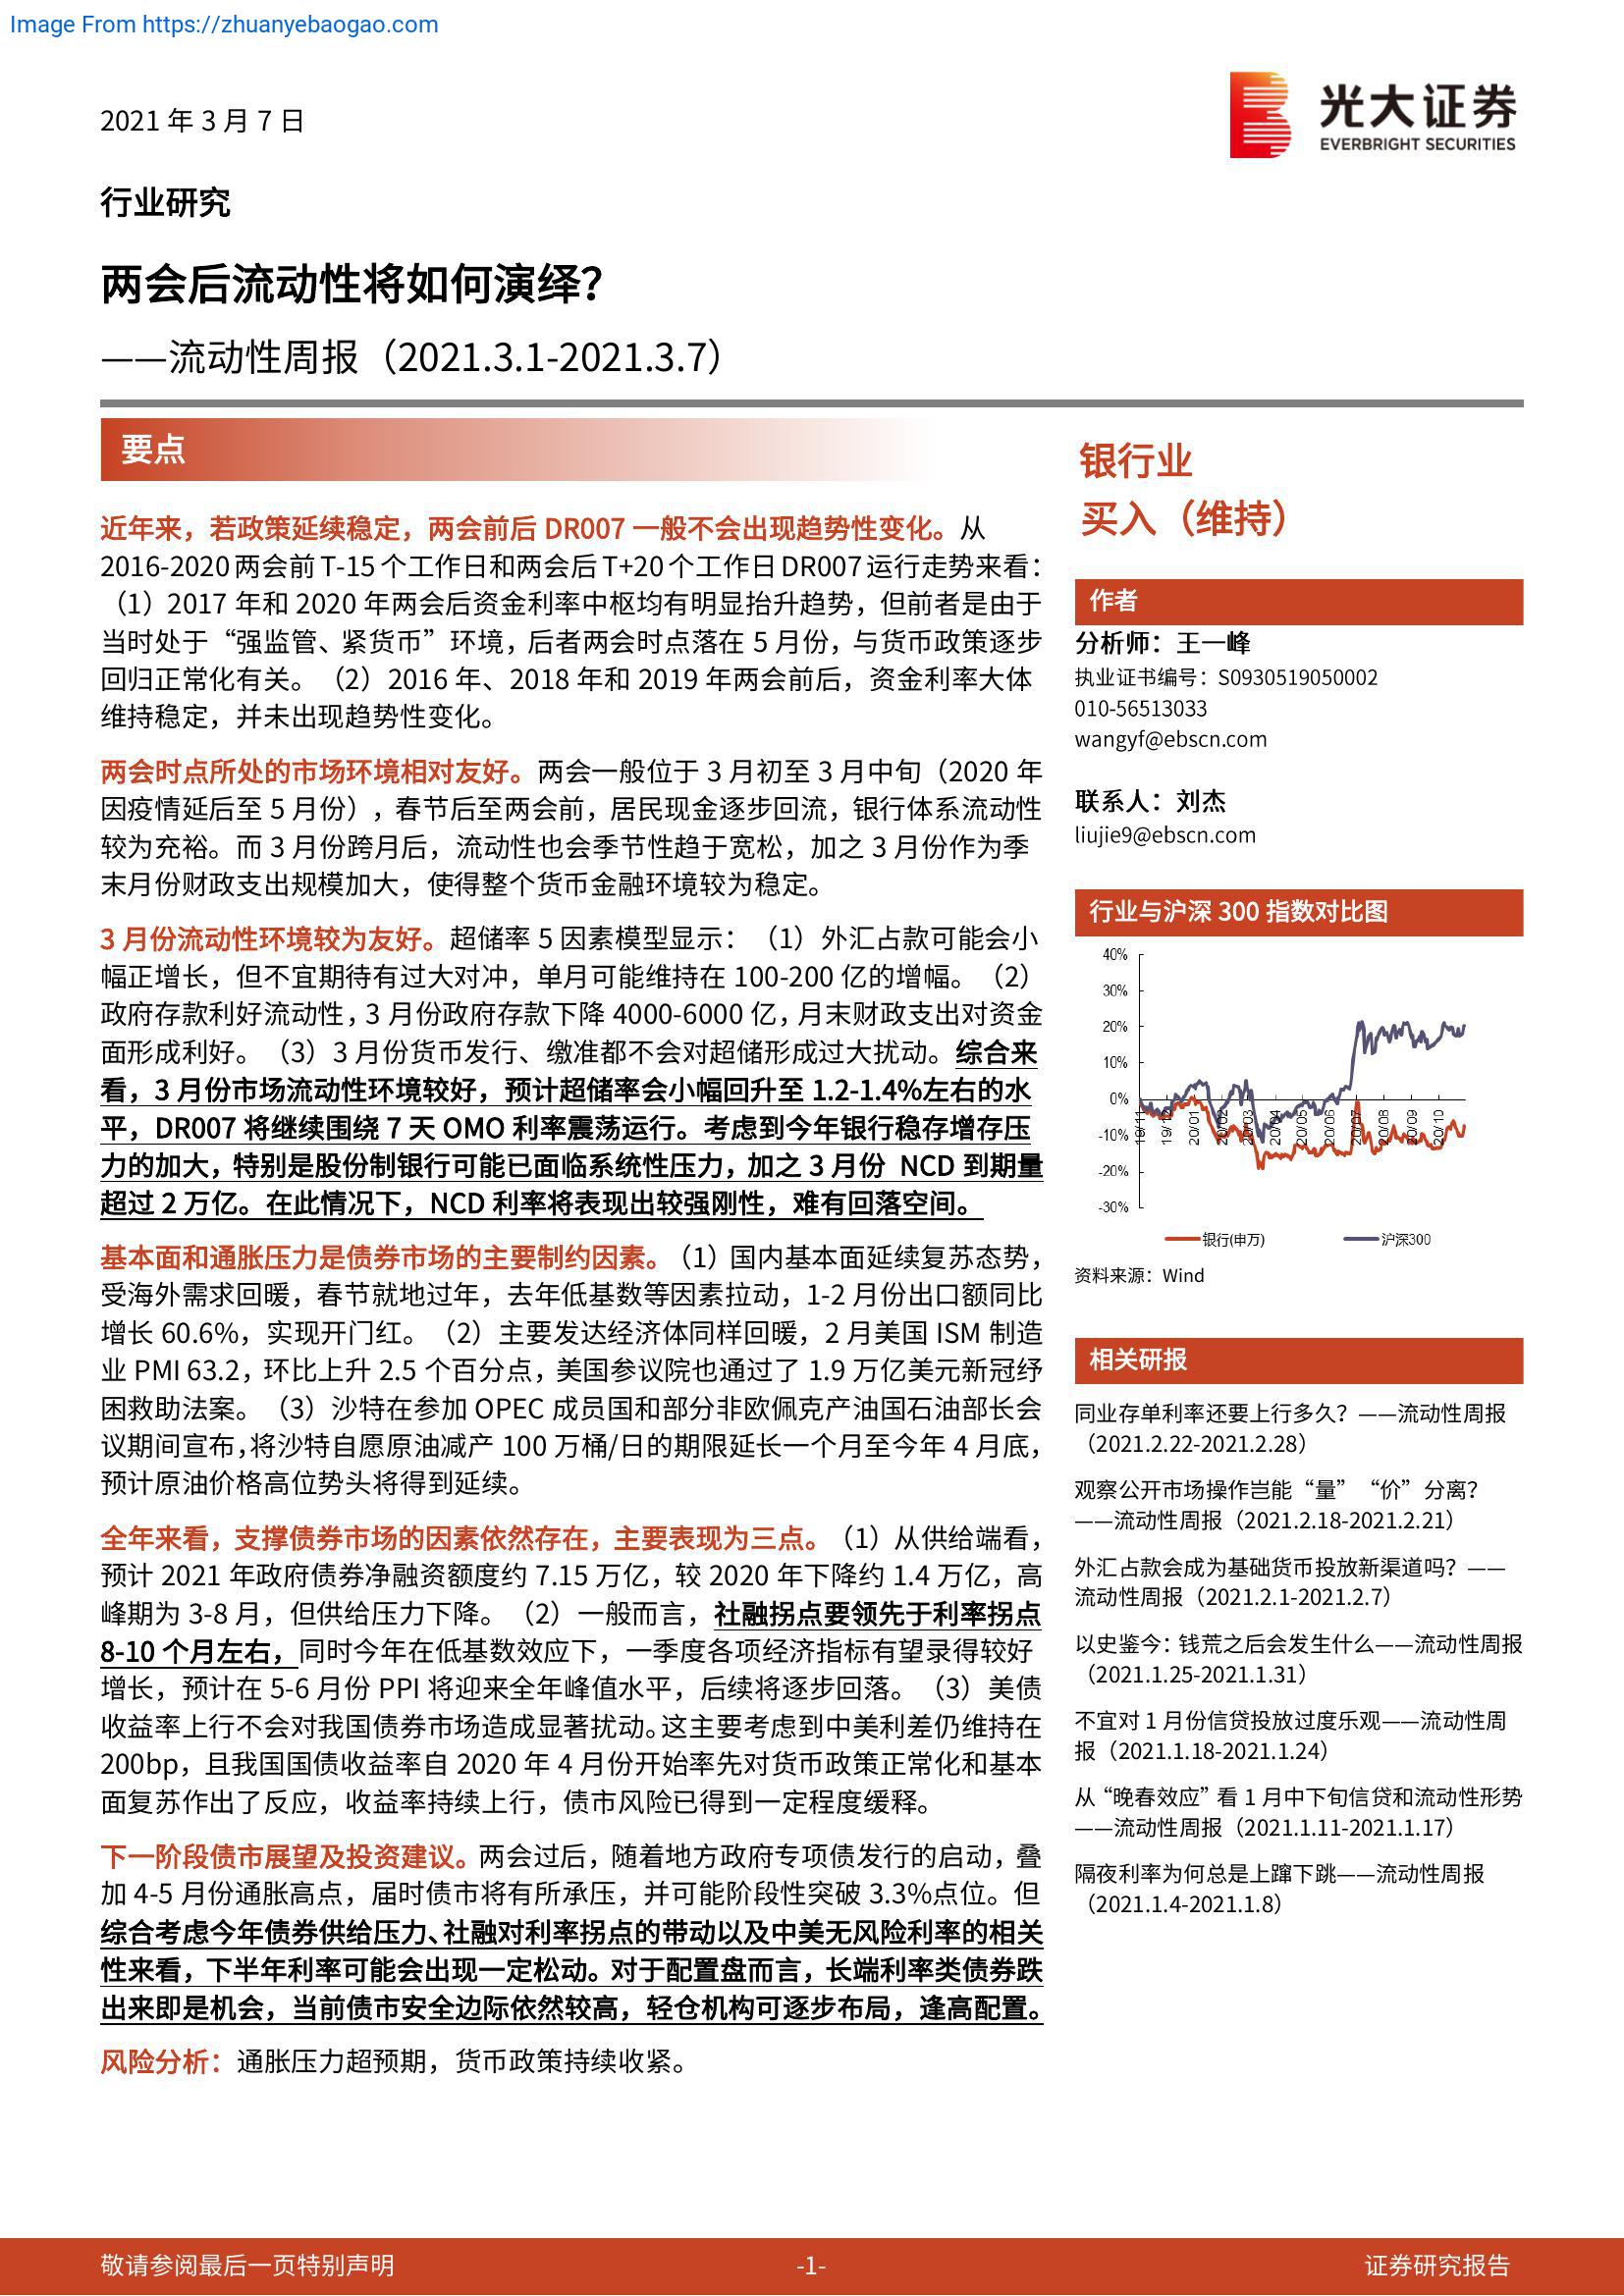 Image From https://zhuanyebaogao.com
2021 年 3 月 7 日
光大证券
EVERBRIGHT SECURITIES
行业研究
两会后流动性将如何演绎？
——流动性周报（2021.3.1-2021.3.7）
要点
近年来，若政策延续稳定，两会前后 DR007 一般不会出现趋势性变化。从
2016-2020 两会前 T-15 个工作日和两会后 T+20 个工作日 DR007 运行走势来看：
（1）2017 年和 2020 年两会后资金利率中枢均有明显抬升趋势，但前者是由于
当时处于“强监管、紧货币”环境，后者两会时点落在 5 月份，与货币政策逐步
回归正常化有关。（2）2016 年、2018 年和 2019 年两会前后，资金利率大体
维持稳定，并未出现趋势性变化。
两会时点所处的市场环境相对友好。两会一般位于 3 月初至 3 月中旬（2020 年
因疫情延后至 5 月份），春节后至两会前，居民现金逐步回流，银行体系流动性
较为充裕。而 3 月份跨月后，流动性也会季节性趋于宽松，加之 3 月份作为季
末月份财政支出规模加大，使得整个货币金融环境较为稳定。
3 月份流动性环境较为友好。超储率 5 因素模型显示：（1）外汇占款可能会小
幅正增长，但不宜期待有过大对冲，单月可能维持在 100-200 亿的增幅。（2）
政府存款利好流动性，3 月份政府存款下降 4000-6000 亿，月末财政支出对资金
面形成利好。（3）3 月份货币发行、缴准都不会对超储形成过大扰动。综合来
看，3 月份市场流动性环境较好，预计超储率会小幅回升至 1.2-1.4%左右的水
平，DR007 将继续围绕 7 天 OMO 利率震荡运行。考虑到今年银行稳存增存压
力的加大，特别是股份制银行可能已面临系统性压力，加之 3 月份 NCD 到期量
超过 2 万亿。在此情况下，NCD 利率将表现出较强刚性，难有回落空间。
基本面和通胀压力是债券市场的主要制约因素。（1）国内基本面延续复苏态势，
受海外需求回暖，春节就地过年，去年低基数等因素拉动，1-2 月份出口额同比
增长 60.6%，实现开门红。（2）主要发达经济体同样回暖，2 月美国 ISM 制造
业 PMI 63.2，环比上升 2.5 个百分点，美国参议院也通过了 1.9 万亿美元新冠纾
困救助法案。（3）沙特在参加 OPEC 成员国和部分非欧佩克产油国石油部长会
议期间宣布，将沙特自愿原油减产 100 万桶/日的期限延长一个月至今年 4 月底，
预计原油价格高位势头将得到延续。
全年来看，支撑债券市场的因素依然存在，主要表现为三点。（1）从供给端看，
预计 2021 年政府债券净融资额度约 7.15 万亿，较 2020 年下降约 1.4 万亿，高
峰期为 3-8 月，但供给压力下降。（2）一般而言，社融拐点要领先于利率拐点
8-10 个月左右，同时今年在低基数效应下，一季度各项经济指标有望录得较好
增长，预计在 5-6 月份 PPI 将迎来全年峰值水平，后续将逐步回落。（3）美债
收益率上行不会对我国债券市场造成显著扰动。这主要考虑到中美利差仍维持在
200bp，且我国国债收益率自 2020 年 4 月份开始率先对货币政策正常化和基本
面复苏作出了反应，收益率持续上行，债市风险已得到一定程度缓释。
下一阶段债市展望及投资建议。两会过后，随着地方政府专项债发行的启动，叠
加 4-5 月份通胀高点，届时债市将有所承压，并可能阶段性突破 3.3%点位。但
综合考虑今年债券供给压力、社融对利率拐点的带动以及中美无风险利率的相关
性来看，下半年利率可能会出现一定松动。对于配置盘而言，长端利率类债券跌
出来即是机会，当前债市安全边际依然较高，轻仓机构可逐步布局，逢高配置。
风险分析：通胀压力超预期，货币政策持续收紧。
银行业
买入（维持）
作者
分析师：王一峰
执业证书编号：S0930519050002
010-56513033
wangyf@ebscn.com
联系人：刘杰
liujie9@ebscn.com
行业与沪深 300 指数对比图
40%
30%
20%
10%
0%
-10%
-20%
-30%
19/11
19/12
20/01
20/02
20/03
20/04
20/05
20/06
20/07
20/08
20/09
20/10
银行(申万)
沪深300
资料来源：Wind
相关研报
同业存单利率还要上行多久？——流动性周报
（2021.2.22-2021.2.28）
观察公开市场操作岂能“量”“价”分离？
——流动性周报（2021.2.18-2021.2.21）
外汇占款会成为基础货币投放新渠道吗？——
流动性周报（2021.2.1-2021.2.7）
以史鉴今：钱荒之后会发生什么——流动性周报
（2021.1.25-2021.1.31）
不宜对 1 月份信贷投放过度乐观——流动性周
报（2021.1.18-2021.1.24）
从“晚春效应”看 1 月中下旬信贷和流动性形势
——流动性周报（2021.1.11-2021.1.17）
隔夜利率为何总是上蹿下跳——流动性周报
（2021.1.4-2021.1.8）
敬请参阅最后一页特别声明
-1-
证券研究报告